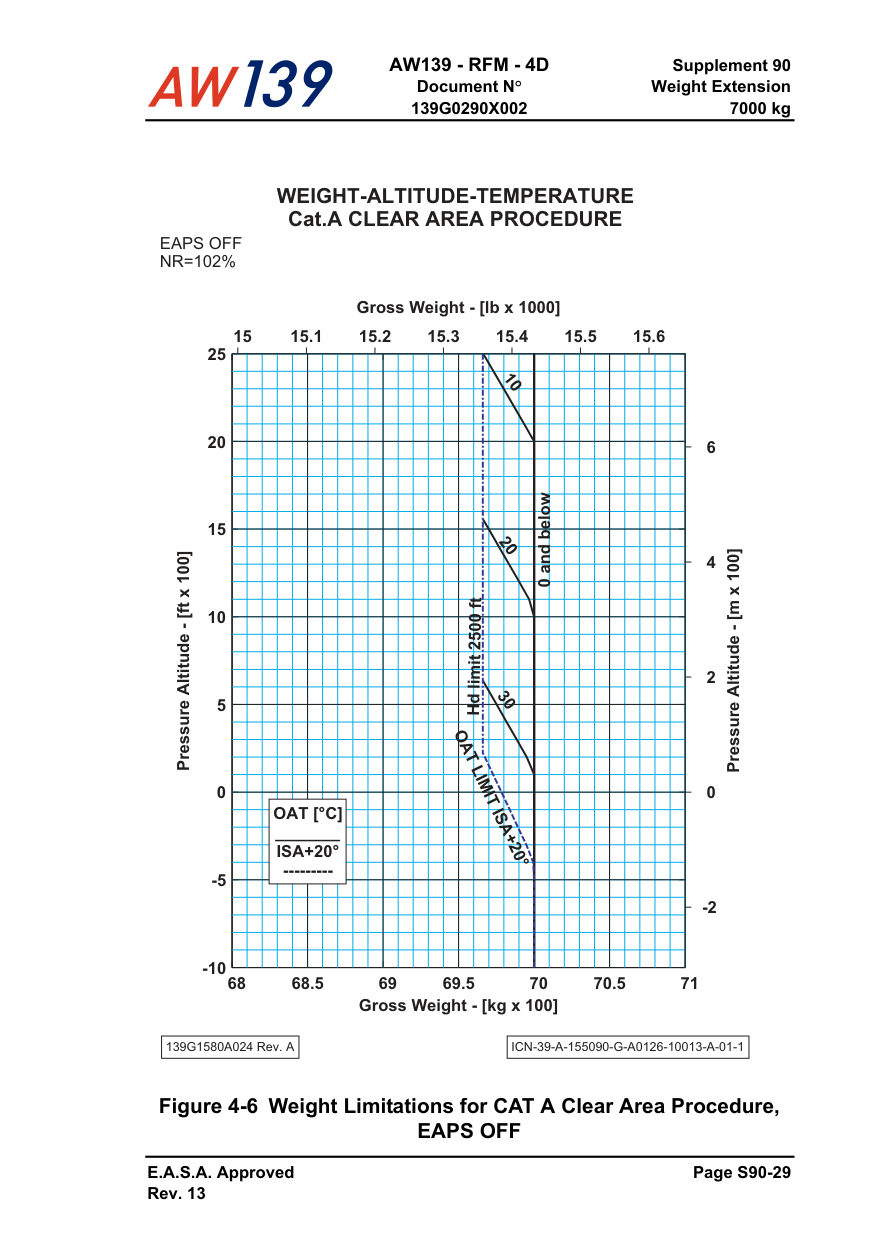 AW139
AW139 - RFM - 4D
Document N°
139G0290X002
Supplement 90
Weight Extension
7000 kg
WEIGHT-ALTITUDE-TEMPERATURE
Cat.A CLEAR AREA PROCEDURE
EAPS OFF
NR=102%
Gross Weight - [lb x 1000]
15 15.1 15.2 15.3 15.4 15.5 15.6
25
20
15
10
5
0
-5
-10
Pressure Altitude - [ft x 100]
10
20
30
0 and below
Hd limit 2500 ft
OAT LIMIT ISA+20°
OAT [°C]
ISA+20°
---------
6
4
2
0
-2
Pressure Altitude - [m x 100]
68 68.5 69 69.5 70 70.5 71
Gross Weight - [kg x 100]
139G1580A024 Rev. A
ICN-39-A-155090-G-A0126-10013-A-01-1
Figure 4-6 Weight Limitations for CAT A Clear Area Procedure,
EAPS OFF
E.A.S.A. Approved
Rev. 13
Page S90-29